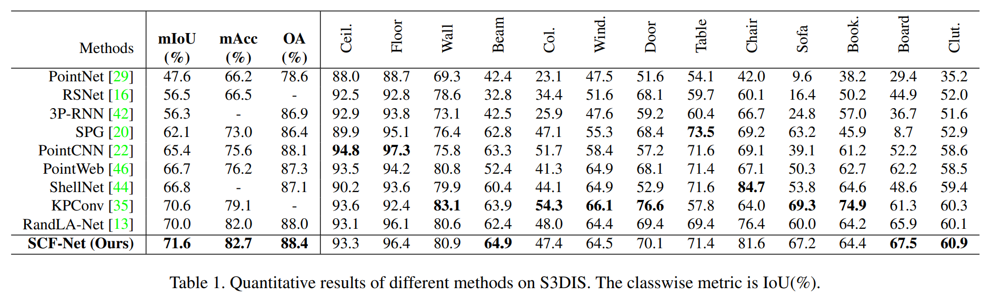 Methods mIoU (%) mAcc (%) OA (%) Ceil. Floor Wall Beam Col. Wind. Door Table Chair Sofa Book. Board Clut.
PointNet [29] 47.6 66.2 78.6 88.0 88.7 69.3 42.4 23.1 47.5 51.6 54.1 42.0 9.6 38.2 29.4 35.2
RSNet [16] 56.5 66.5 - 92.5 92.8 78.6 32.8 34.4 51.6 68.1 59.7 60.1 16.4 50.2 44.9 52.0
3P-RNN [42] 56.3 - 86.9 92.9 93.8 73.1 42.5 25.9 47.6 59.2 60.4 66.7 24.8 57.0 36.7 51.6
SPG [20] 62.1 73.0 86.4 89.9 95.1 76.4 62.8 47.1 55.3 68.4 73.5 69.2 63.2 45.9 8.7 52.9
PointCNN [22] 65.4 75.6 88.1 94.8 97.3 75.8 63.3 51.7 58.4 57.2 71.6 69.1 39.1 61.2 52.2 58.6
PointWeb [46] 66.7 76.2 87.3 93.5 94.2 80.8 52.4 41.3 64.9 68.1 71.4 67.1 50.3 62.7 62.2 58.5
ShellNet [44] 66.8 - 87.1 90.2 93.6 79.9 60.4 44.1 64.9 52.9 71.6 84.7 53.8 64.6 48.6 59.4
KPConv [35] 70.6 79.1 - 93.6 92.4 83.1 63.9 54.3 66.1 76.6 57.8 64.0 69.3 74.9 61.3 60.3
RandLA-Net [13] 70.0 82.0 88.0 93.1 96.1 80.6 62.4 48.0 64.4 69.4 69.4 76.4 60.0 64.2 65.9 60.1
SCF-Net (Ours) 71.6 82.7 88.4 93.3 96.4 80.9 64.9 47.4 64.5 70.1 71.4 81.6 67.2 64.4 67.5 60.9
Table 1. Quantitative results of different methods on S3DIS. The classwise metric is IoU(%).